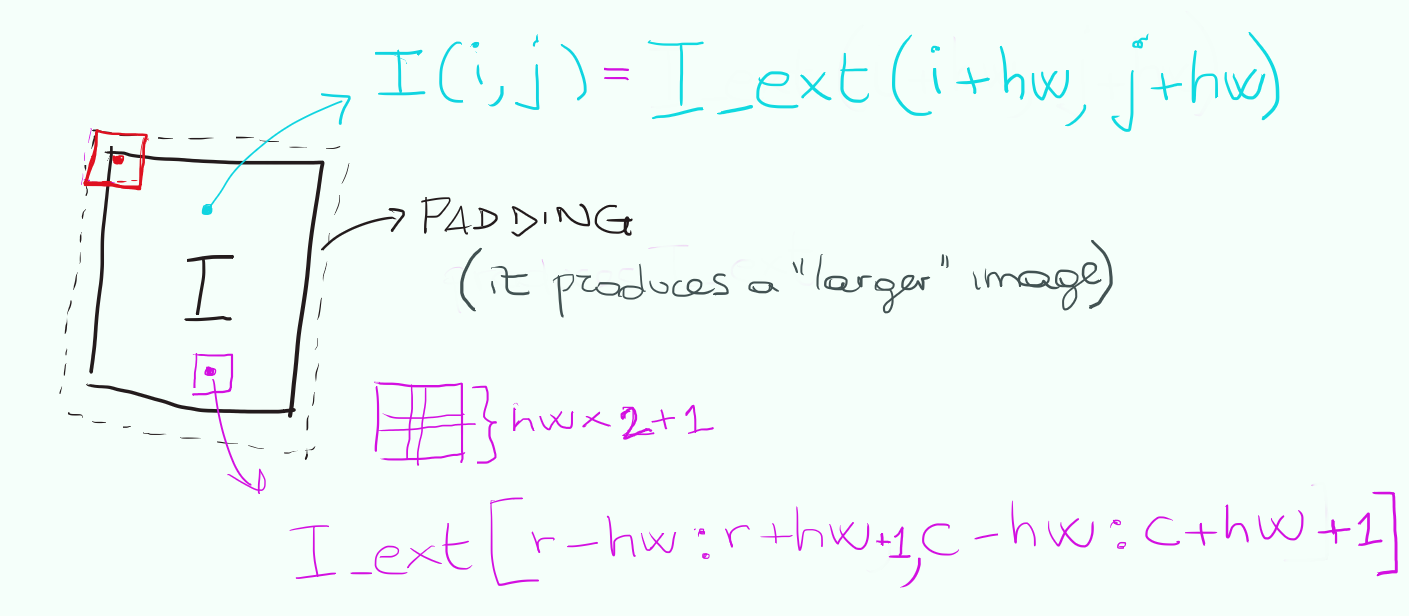 I(i,j) = I_ext(i+hw, j+hw)
PADDING
(it produces a "larger" image)
I
} hw×2+1
I_ext[r-hw:r+hw+1,c-hw:c+hw+1]